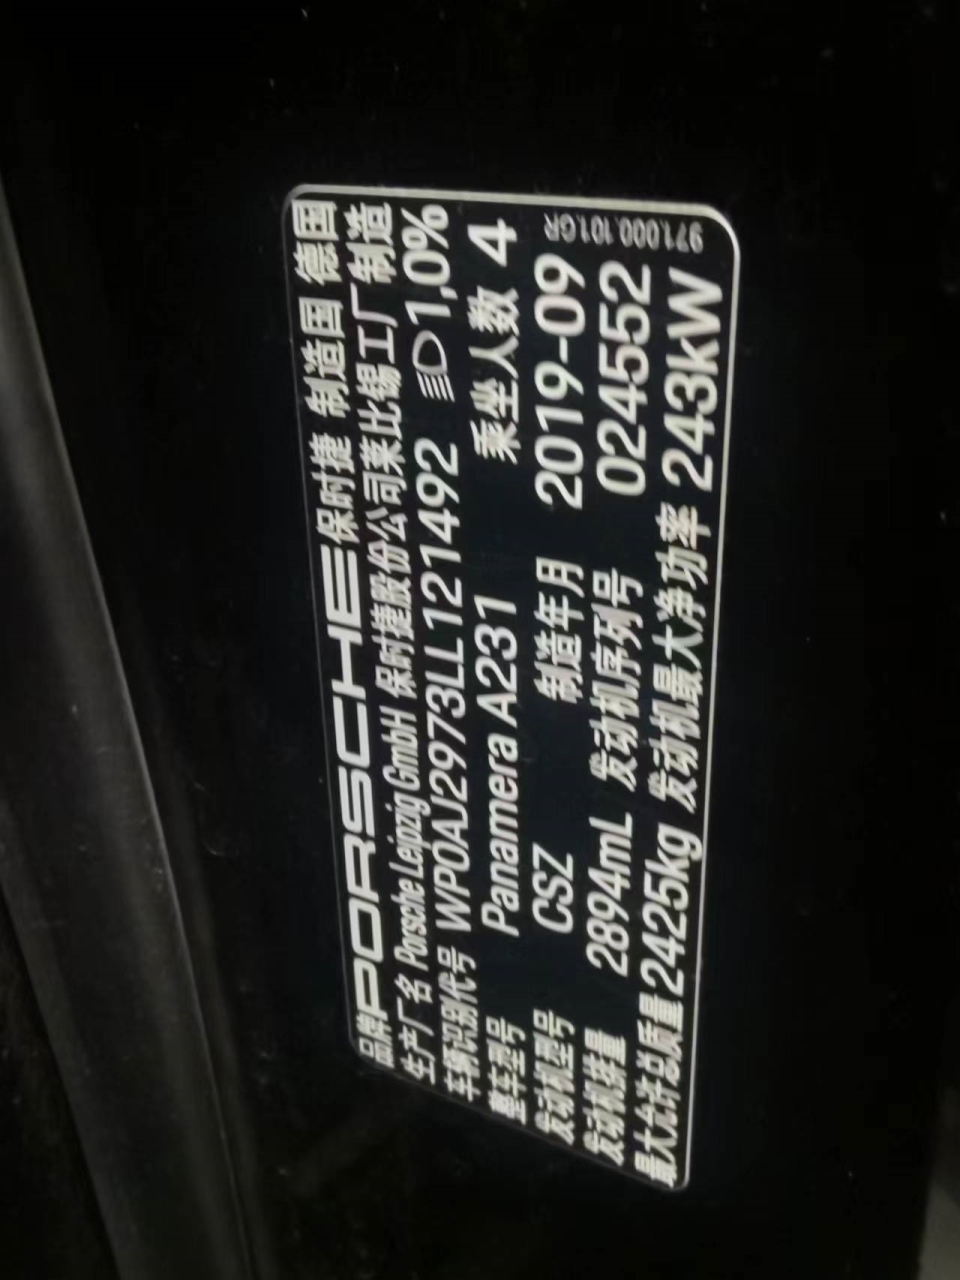 品牌 PORSCHE 保时捷 制造国 德国
生产厂名 Porsche Leipzig GmbH 保时捷股份公司莱比锡工厂制造
车辆识别代号 WP0AJ2973LL121492 1,0%
整车型号 Panamera A231 乘坐人数 4
发动机型号 CSZ 制造年月 2019-09
发动机排量 2894mL 发动机序列号 024552
最大允许总质量 2425kg 发动机最大净功率 243kW
971.000.101.GR